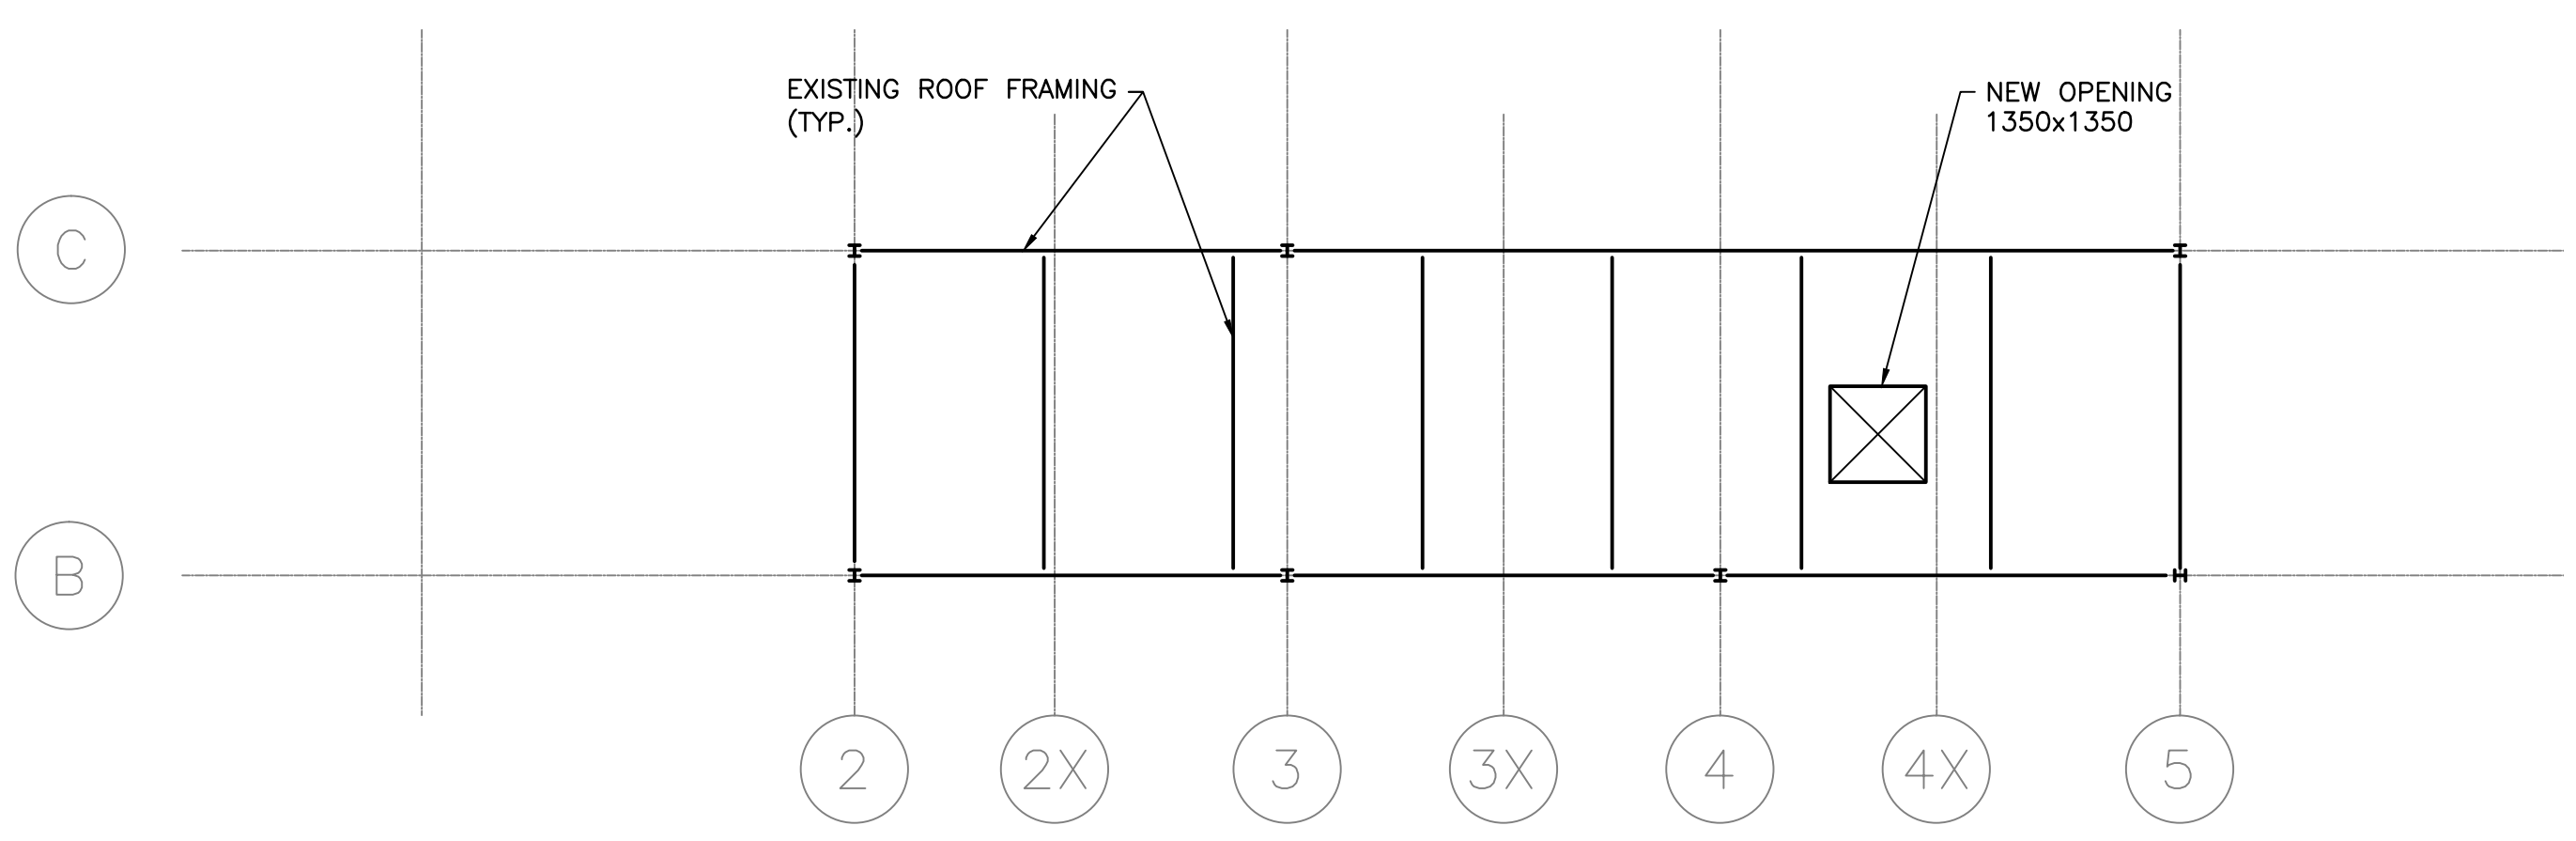 EXISTING ROOF FRAMING
(TYP.)
NEW OPENING
1350x1350
C
B
2
2X
3
3X
4
4X
5